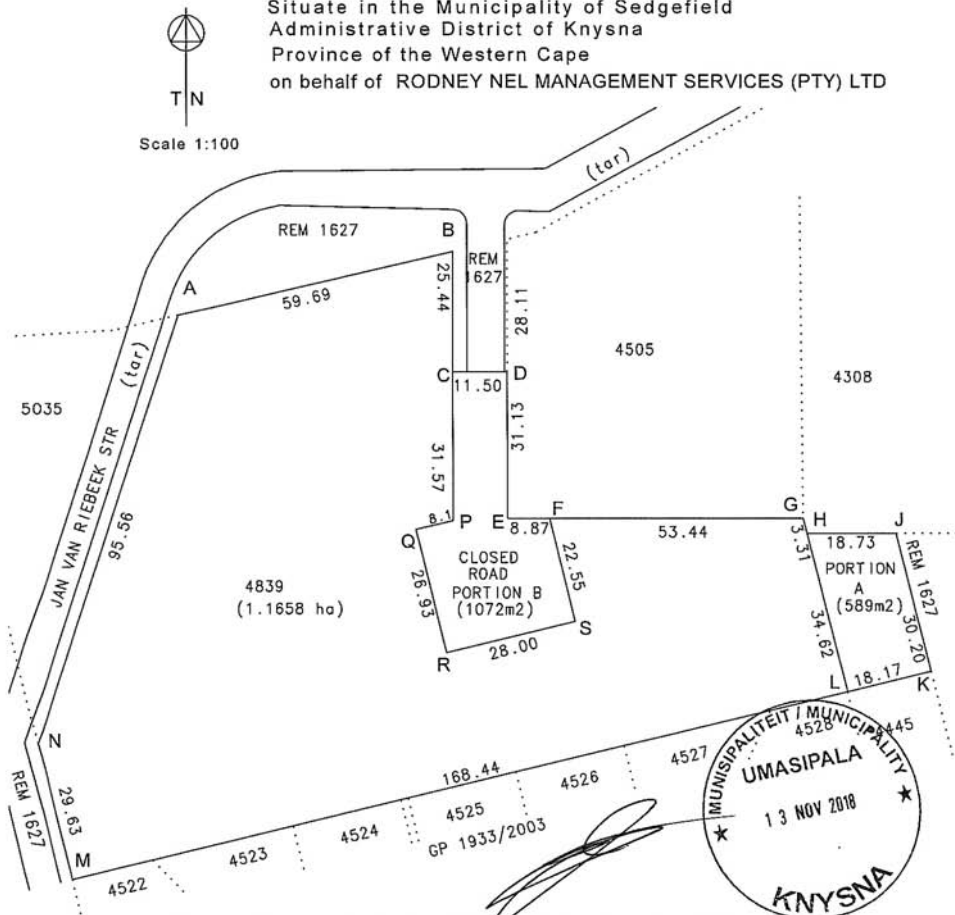 Situate in the Municipality of Sedgefield
Administrative District of Knysna
Province of the Western Cape
on behalf of RODNEY NEL MANAGEMENT SERVICES (PTY) LTD
T N
Scale 1:100
(tar)
REM 1627
B
REM
1627
A
59.69
25.44
28.11
4505
4308
(tar)
5035
C
11.50
D
JAN VAN RIEBEEK STR
95.56
31.57
31.13
8.1
P
E
8.87
F
53.44
G
H
J
3.31
18.73
Q
CLOSED
ROAD
PORTION B
(1072m2)
22.55
26.93
PORTION
A
(589m2)
REM 1627
4839
(1.1658 ha)
S
R
28.00
34.62
30.20
L
18.17
K
N
29.63
REM 1627
M
168.44
4522
4523
4524
4525
4526
4527
4528
4445
GP 1933/2003
MUNISIPALITEIT / MUNICIPALITY
UMASIPALA
13 NOV 2018
KNYSNA